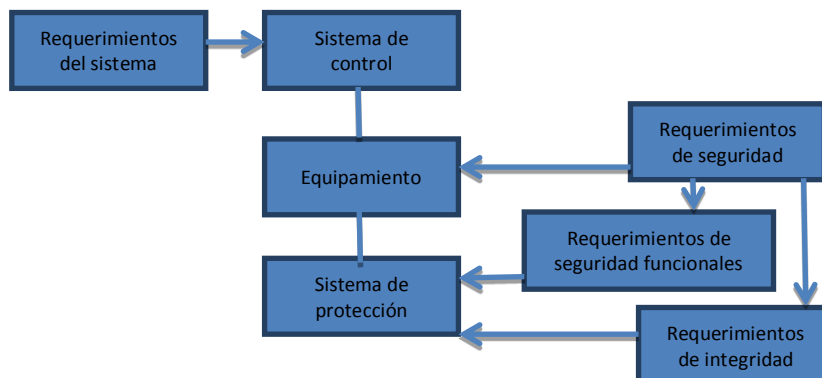 Requerimientos
del sistema
Sistema de
control
Requerimientos
de seguridad
Equipamiento
Requerimientos de
seguridad funcionales
Sistema de
protección
Requerimientos
de integridad